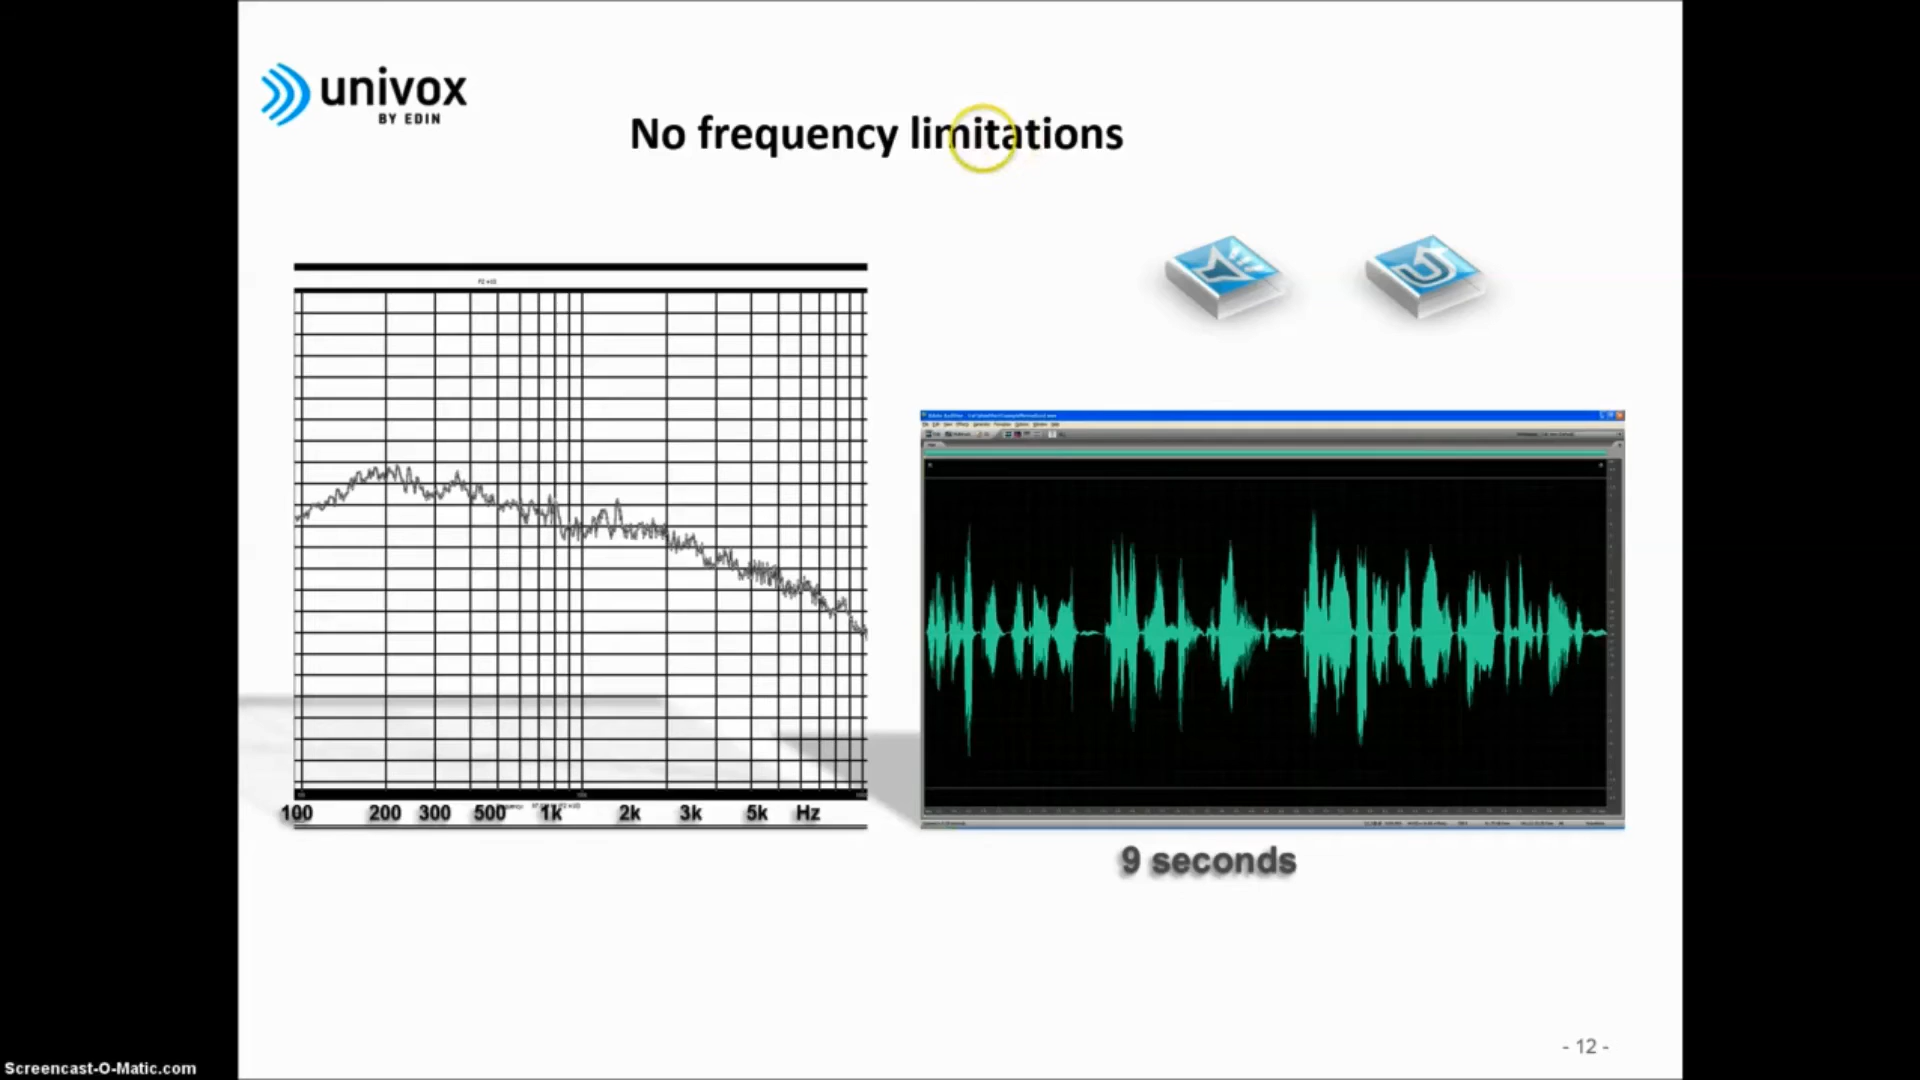 univox
BY EDIN
No frequency limitations
100 200 300 500 1k 2k 3k 5k Hz
9 seconds
- 12 -
Screencast-O-Matic.com